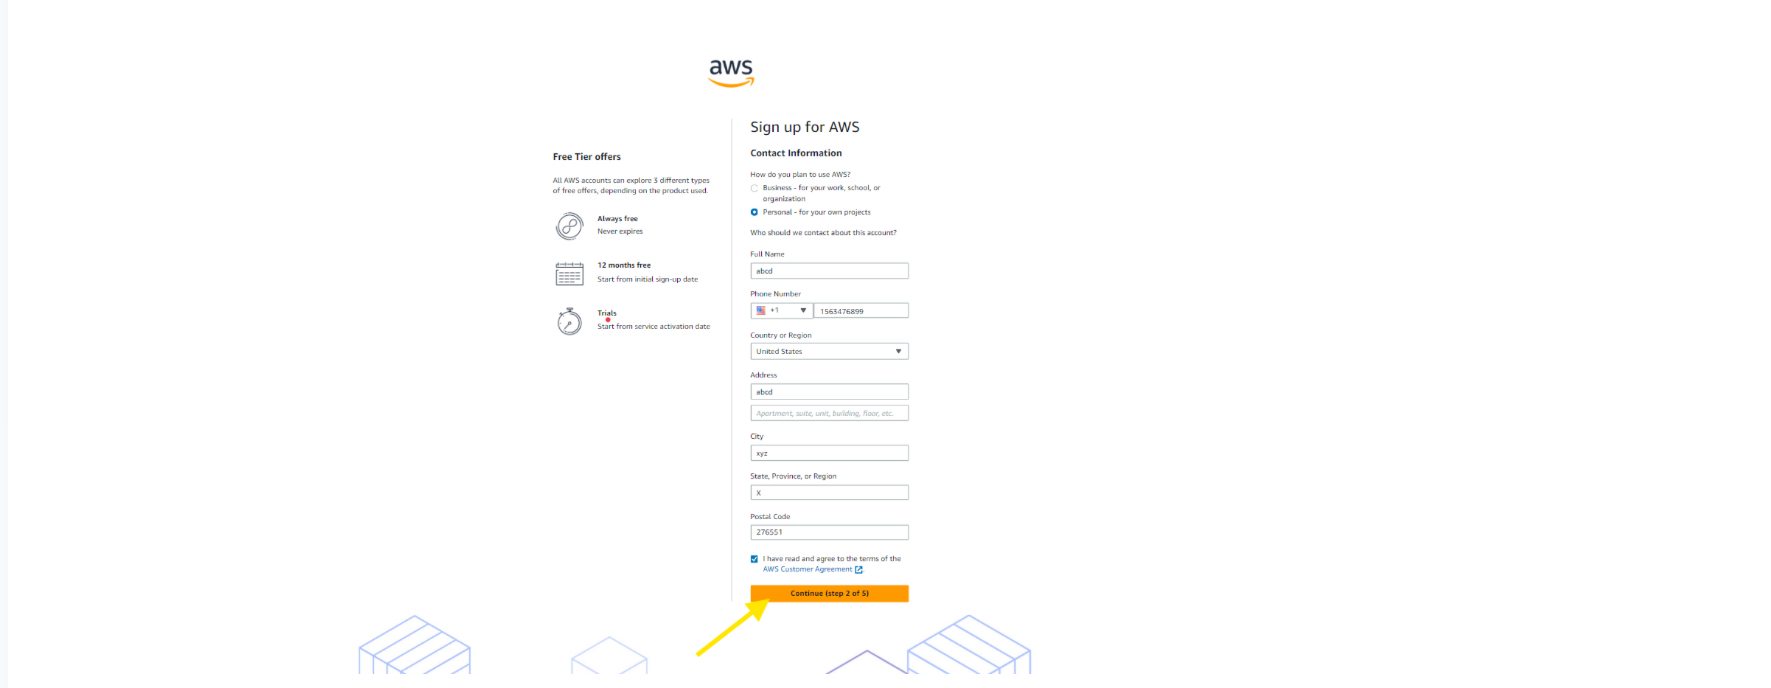 aws
Free Tier offers
All AWS accounts can explore 3 different types
of free offers, depending on the product used.
Always free
Never expires
12 months free
Start from initial sign-up date
Trials
Start from service activation date
Sign up for AWS
Contact Information
How do you plan to use AWS?
Business - for your work, school, or
organization
Personal - for your own projects
Who should we contact about this account?
Full Name
abcd
Phone Number
+1 1563476899
Country or Region
United States
Address
abcd
Apartment, suite, unit, building, floor, etc.
City
xyz
State, Province, or Region
X
Postal Code
276551
I have read and agree to the terms of the
AWS Customer Agreement
Continue (step 2 of 5)